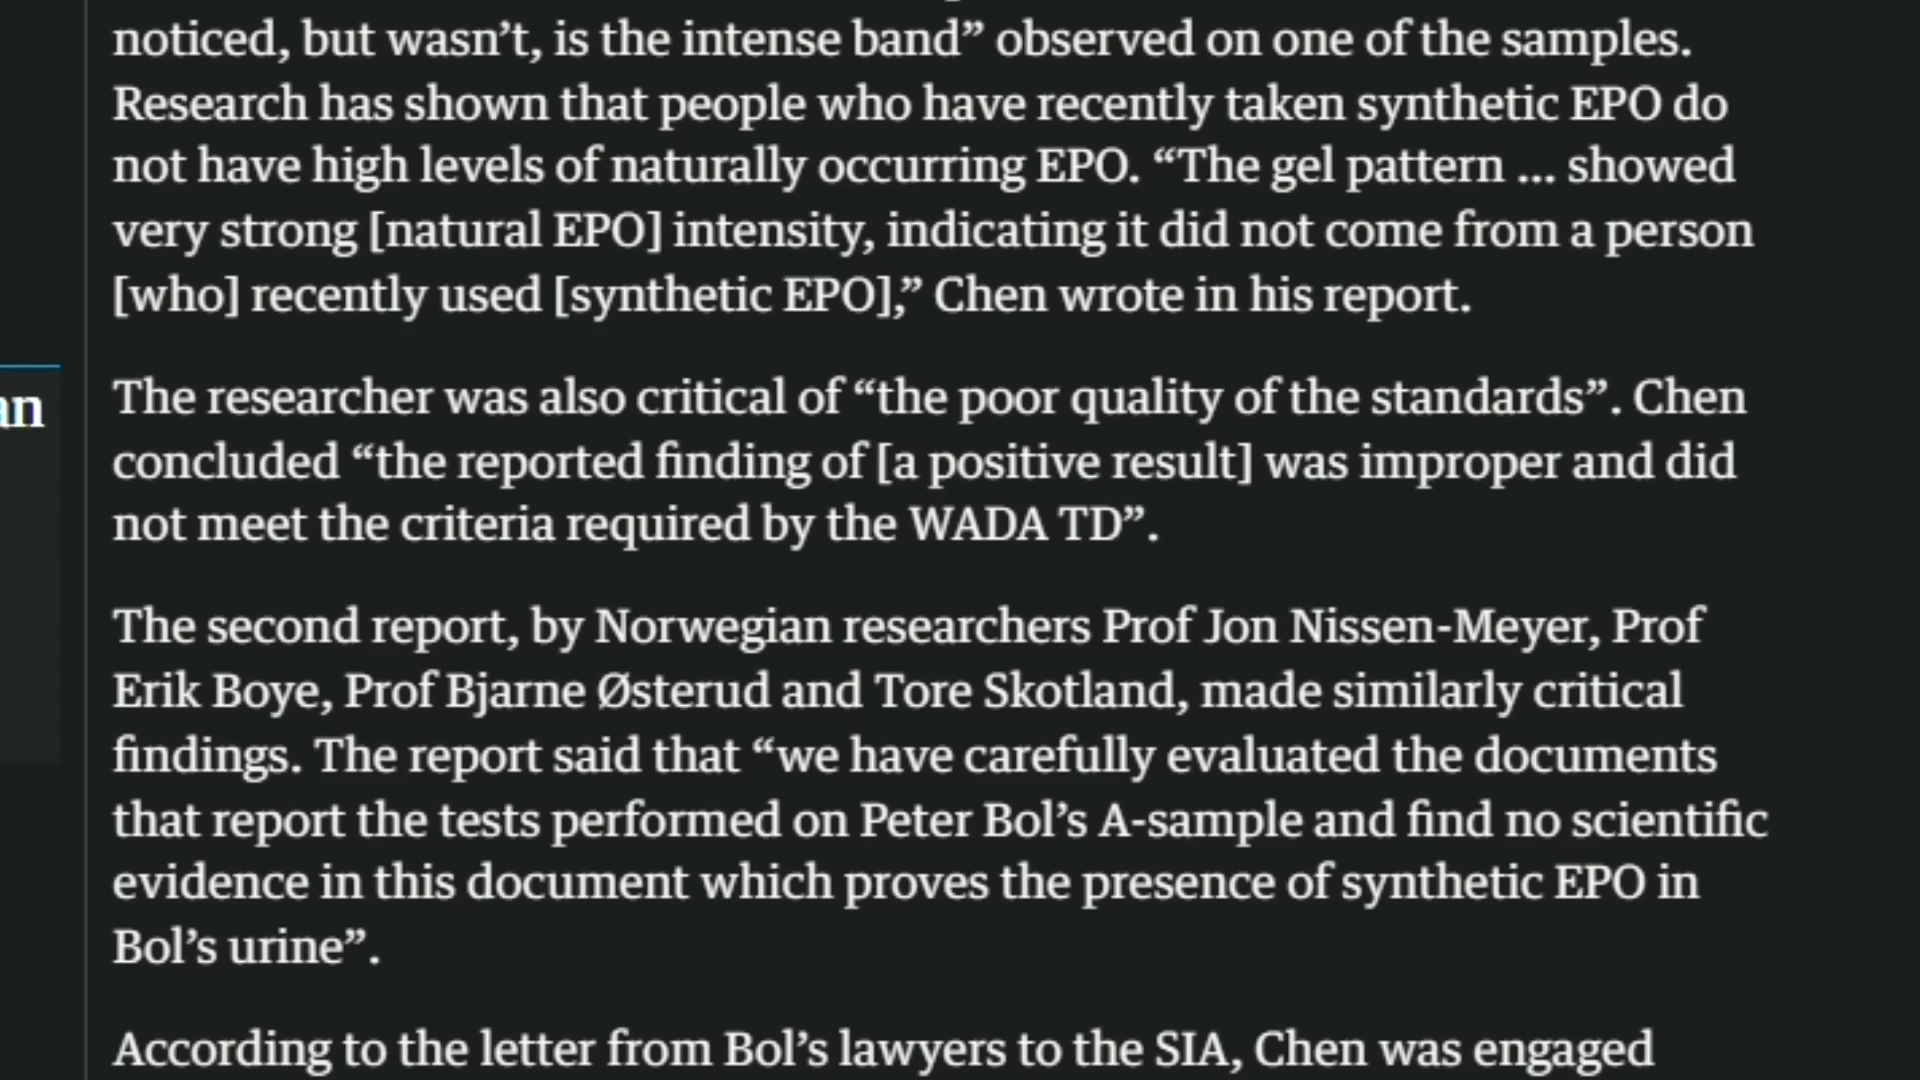 noticed, but wasn’t, is the intense band” observed on one of the samples.
Research has shown that people who have recently taken synthetic EPO do
not have high levels of naturally occurring EPO. “The gel pattern ... showed
very strong [natural EPO] intensity, indicating it did not come from a person
[who] recently used [synthetic EPO],” Chen wrote in his report.
an
The researcher was also critical of “the poor quality of the standards”. Chen
concluded “the reported finding of [a positive result] was improper and did
not meet the criteria required by the WADA TD”.
The second report, by Norwegian researchers Prof Jon Nissen-Meyer, Prof
Erik Boye, Prof Bjarne Østerud and Tore Skotland, made similarly critical
findings. The report said that “we have carefully evaluated the documents
that report the tests performed on Peter Bol’s A-sample and find no scientific
evidence in this document which proves the presence of synthetic EPO in
Bol’s urine”.
According to the letter from Bol’s lawyers to the SIA, Chen was engaged